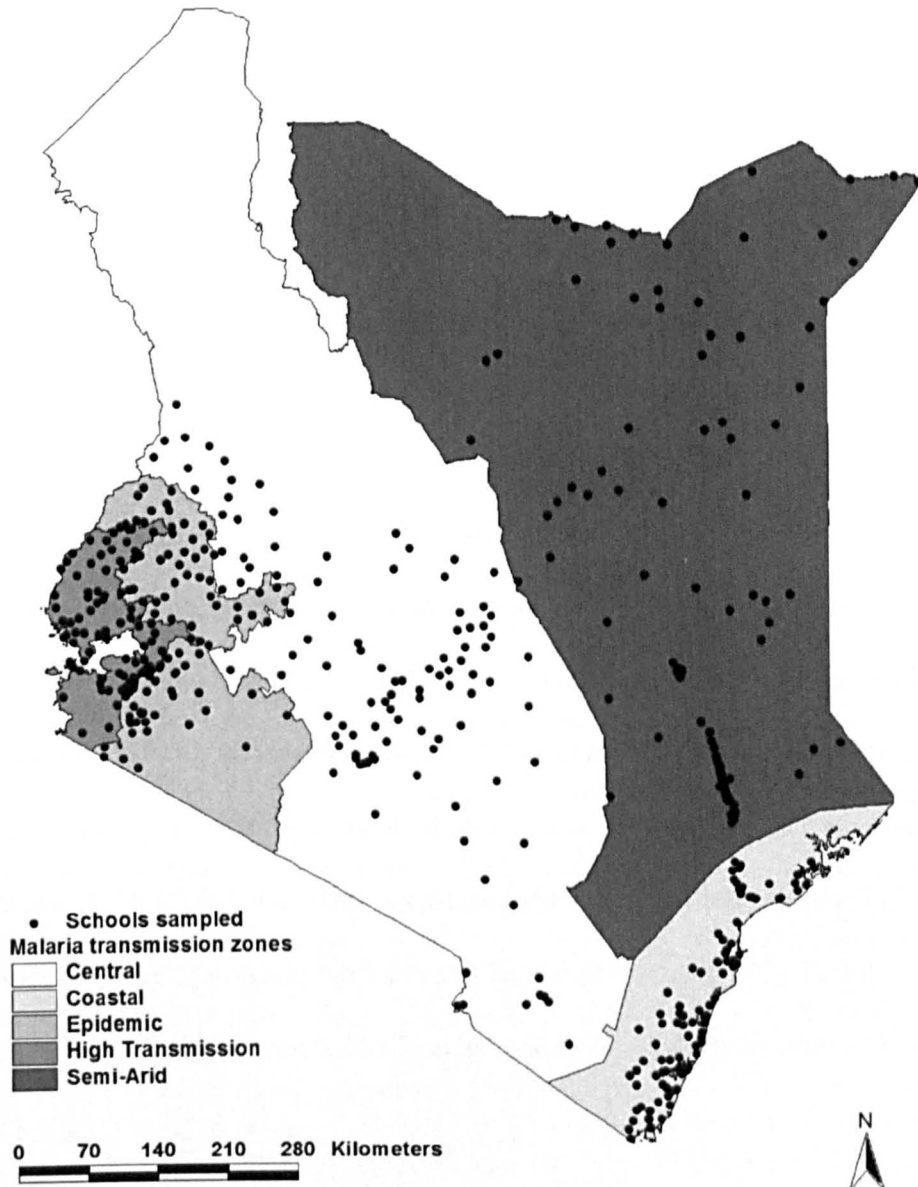 Schools sampled
Malaria transmission zones
Central
Coastal
Epidemic
High Transmission
Semi-Arid
0 70 140 210 280 Kilometers
N